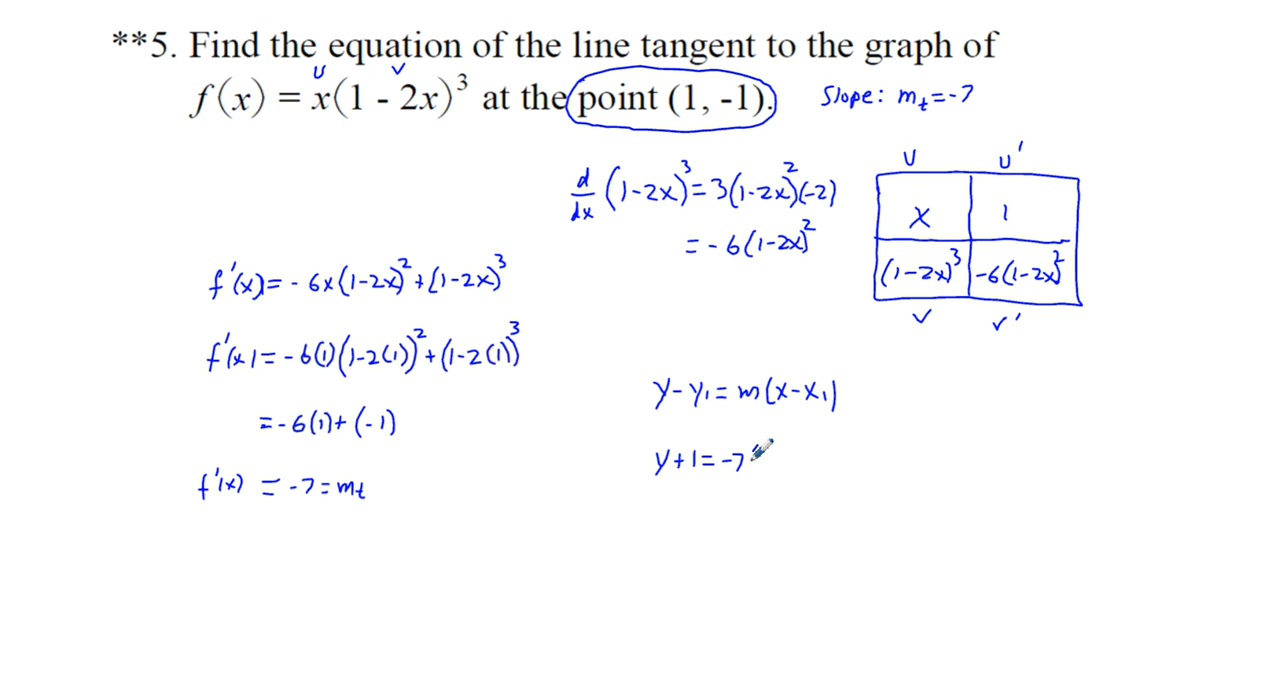 **5. Find the equation of the line tangent to the graph of
u v
f(x) = x(1 - 2x)³ at the point (1, -1). Slope: mₜ=-7
d/dx (1-2x)³=3(1-2x)²(-2)
= -6(1-2x)²
u u'
x 1
(1-2x)³ -6(1-2x)²
v v'
f'(x)= -6x(1-2x)²+(1-2x)³
f'(x)= -6(1)(1-2(1))²+(1-2(1))³
=-6(1)+(-1)
f'(x) = -7=mₜ
y-y₁=m(x-x₁)
y+1=-7